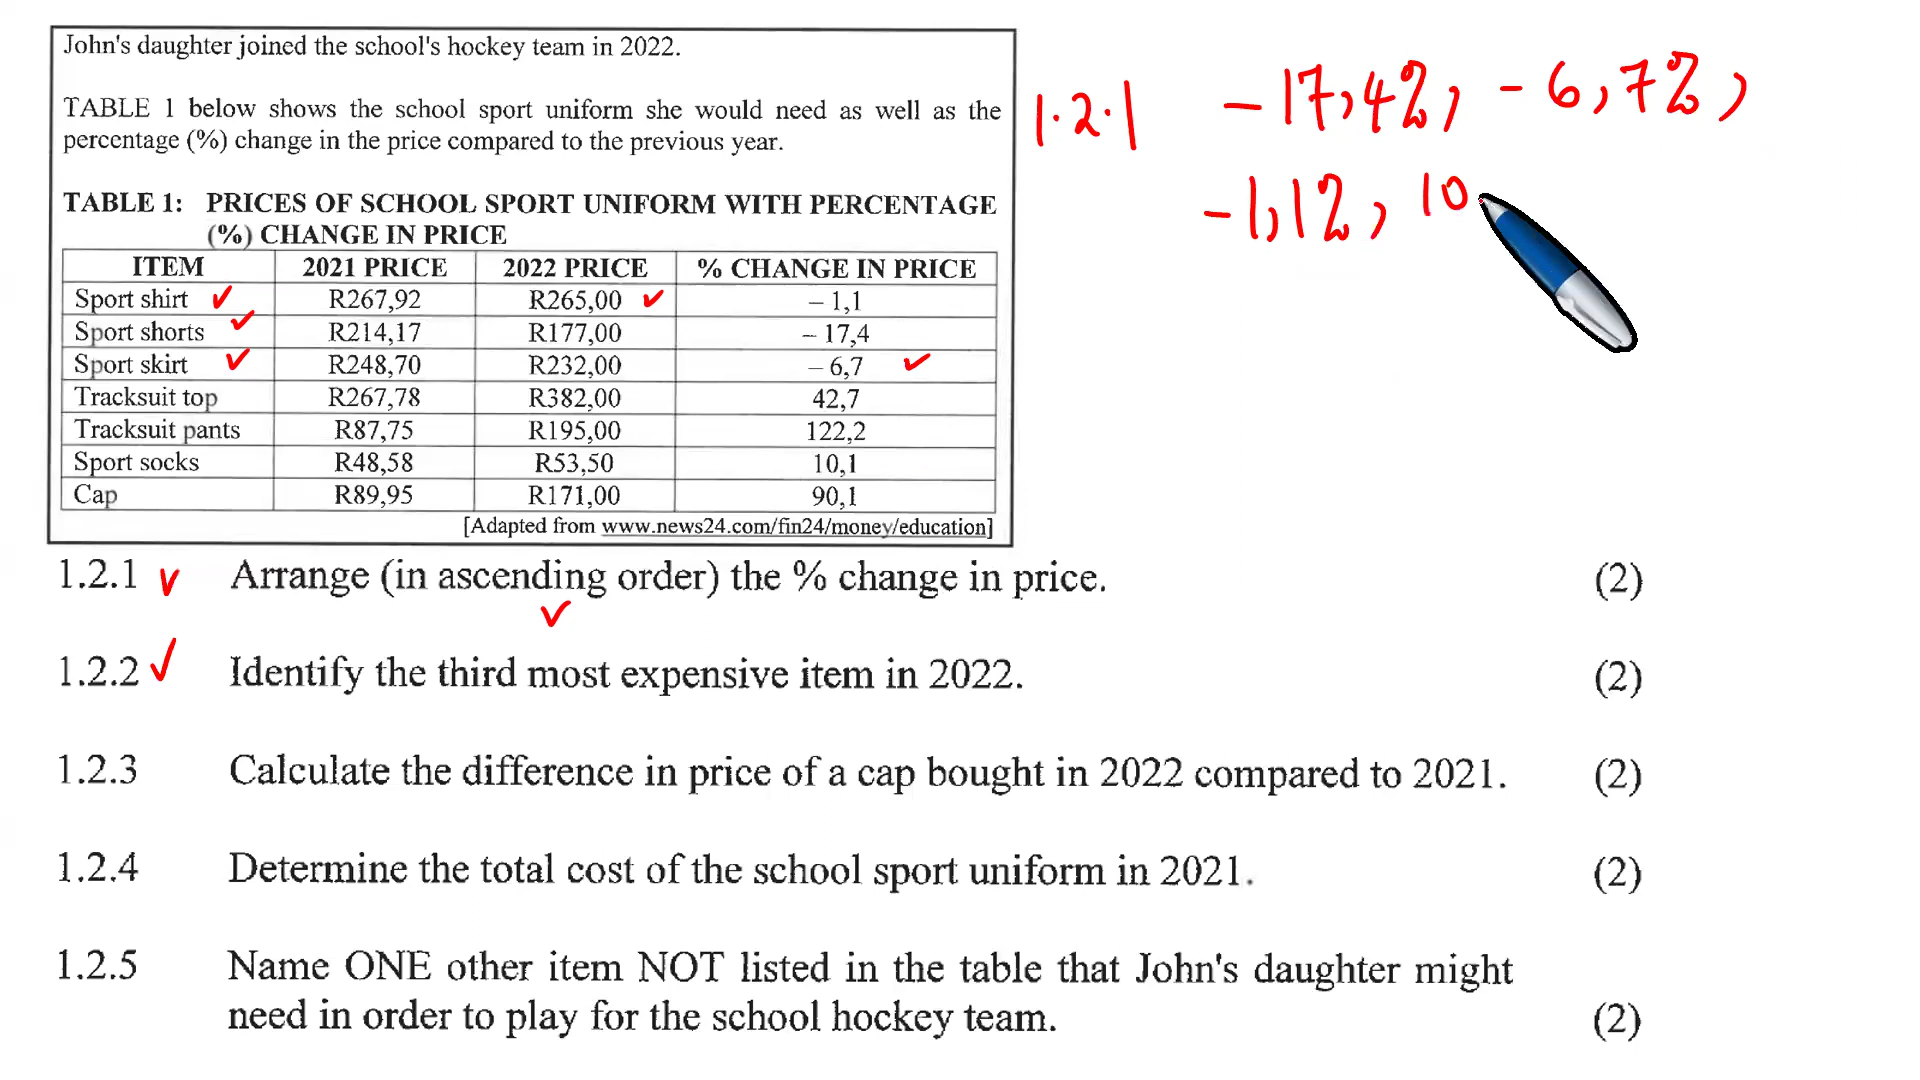 John's daughter joined the school's hockey team in 2022.
TABLE 1 below shows the school sport uniform she would need as well as the
percentage (%) change in the price compared to the previous year.
TABLE 1: PRICES OF SCHOOL SPORT UNIFORM WITH PERCENTAGE
(%) CHANGE IN PRICE
ITEM 2021 PRICE 2022 PRICE % CHANGE IN PRICE
Sport shirt R267,92 R265,00 – 1,1
Sport shorts R214,17 R177,00 – 17,4
Sport skirt R248,70 R232,00 – 6,7
Tracksuit top R267,78 R382,00 42,7
Tracksuit pants R87,75 R195,00 122,2
Sport socks R48,58 R53,50 10,1
Cap R89,95 R171,00 90,1
[Adapted from www.news24.com/fin24/money/education]
1.2.1 -17,4%, -6,7%,
-1,1%, 10
1.2.1 Arrange (in ascending order) the % change in price. (2)
1.2.2 Identify the third most expensive item in 2022. (2)
1.2.3 Calculate the difference in price of a cap bought in 2022 compared to 2021. (2)
1.2.4 Determine the total cost of the school sport uniform in 2021. (2)
1.2.5 Name ONE other item NOT listed in the table that John's daughter might
need in order to play for the school hockey team. (2)